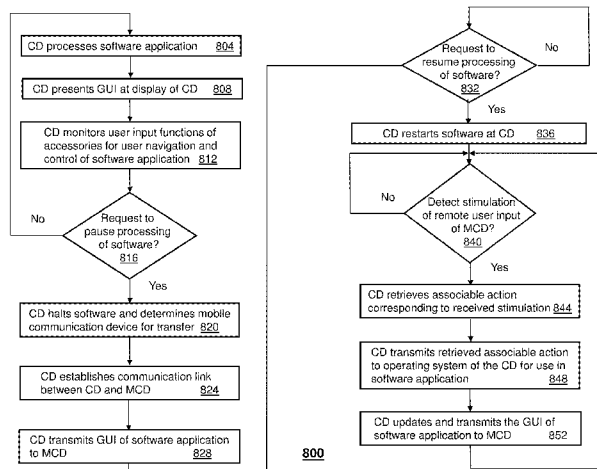 CD processes software application 804
CD presents GUI at display of CD 808
CD monitors user input functions of
accessories for user navigation and
control of software application
812
No
Request to
pause processing
of software?
816
Yes
CD halts software and determines mobile
communication device for transfer 820
CD establishes communication link
between CD and MCD 824
CD transmits GUI of software application
to MCD 828
Request to
resume processing
of software?
832
No
Yes
CD restarts software at CD 836
No
Detect stimulation
of remote user input
of MCD?
840
Yes
CD retrieves associable action
corresponding to received stimulation 844
CD transmits retrieved associable action
to operating system of the CD for use in
software application 848
CD updates and transmits the GUI of
software application to MCD 852
800